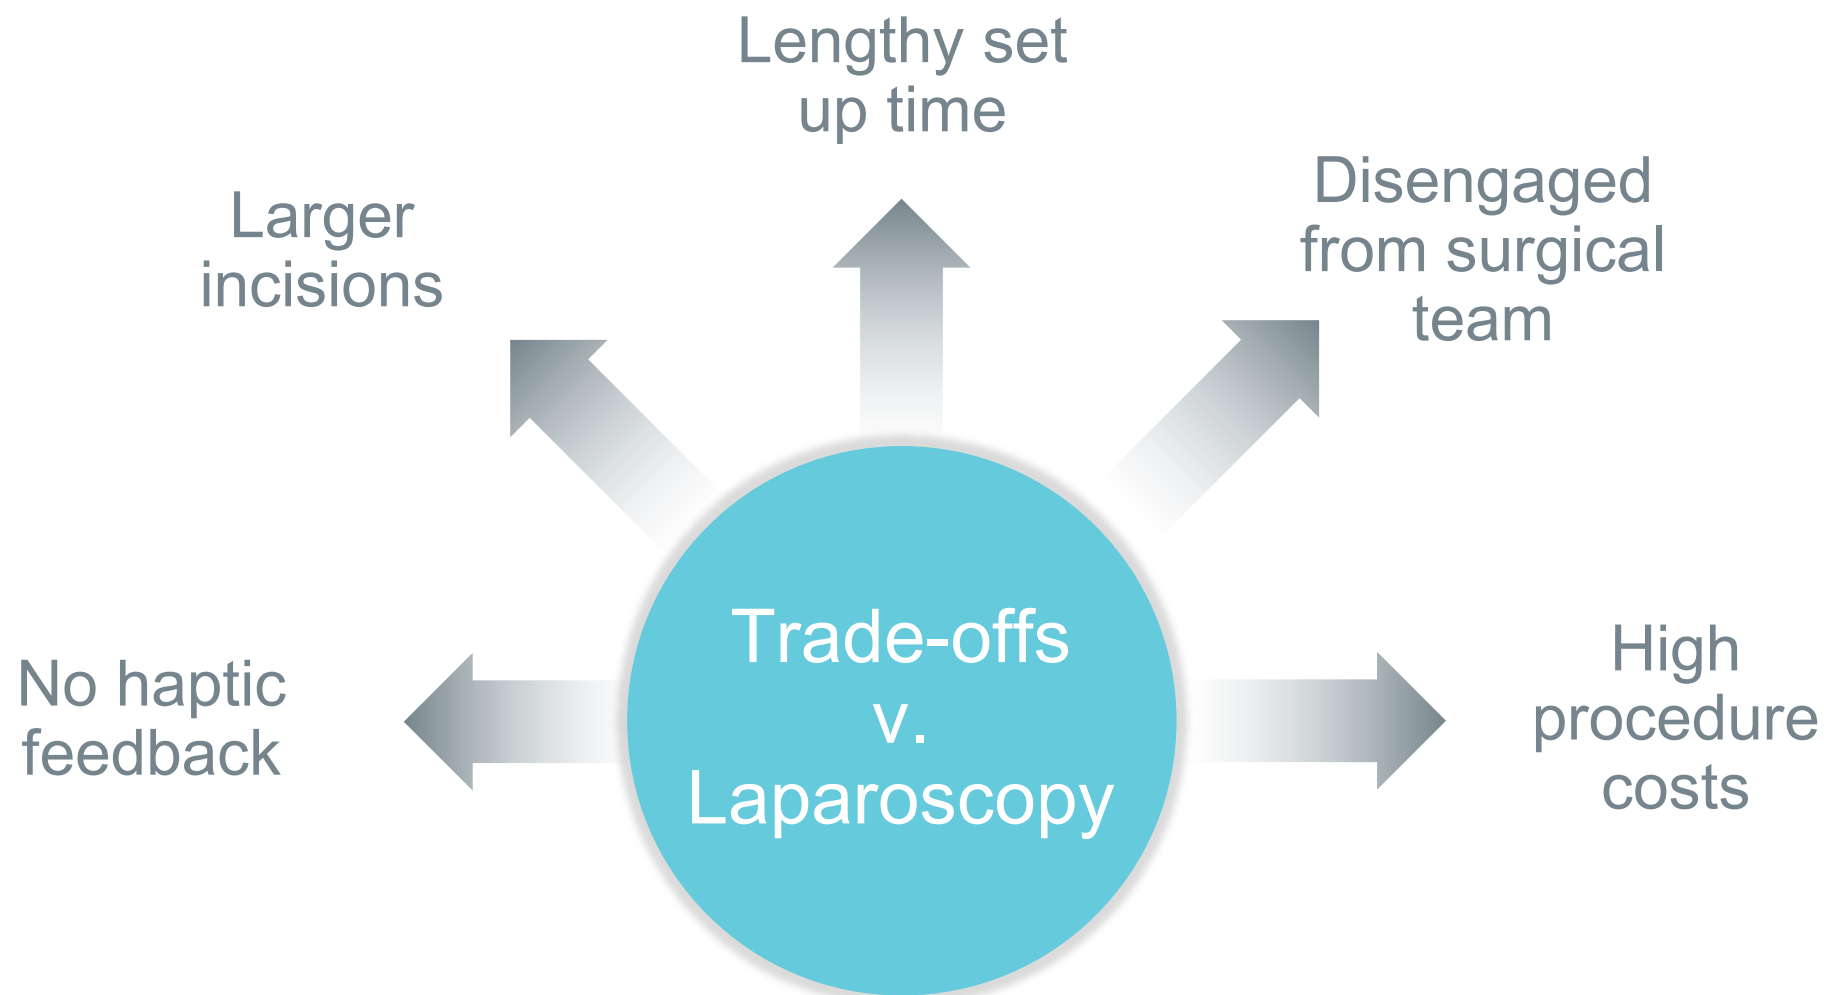 Lengthy set
up time
Larger
incisions
Disengaged
from surgical
team
No haptic
feedback
Trade-offs
v.
Laparoscopy
High
procedure
costs